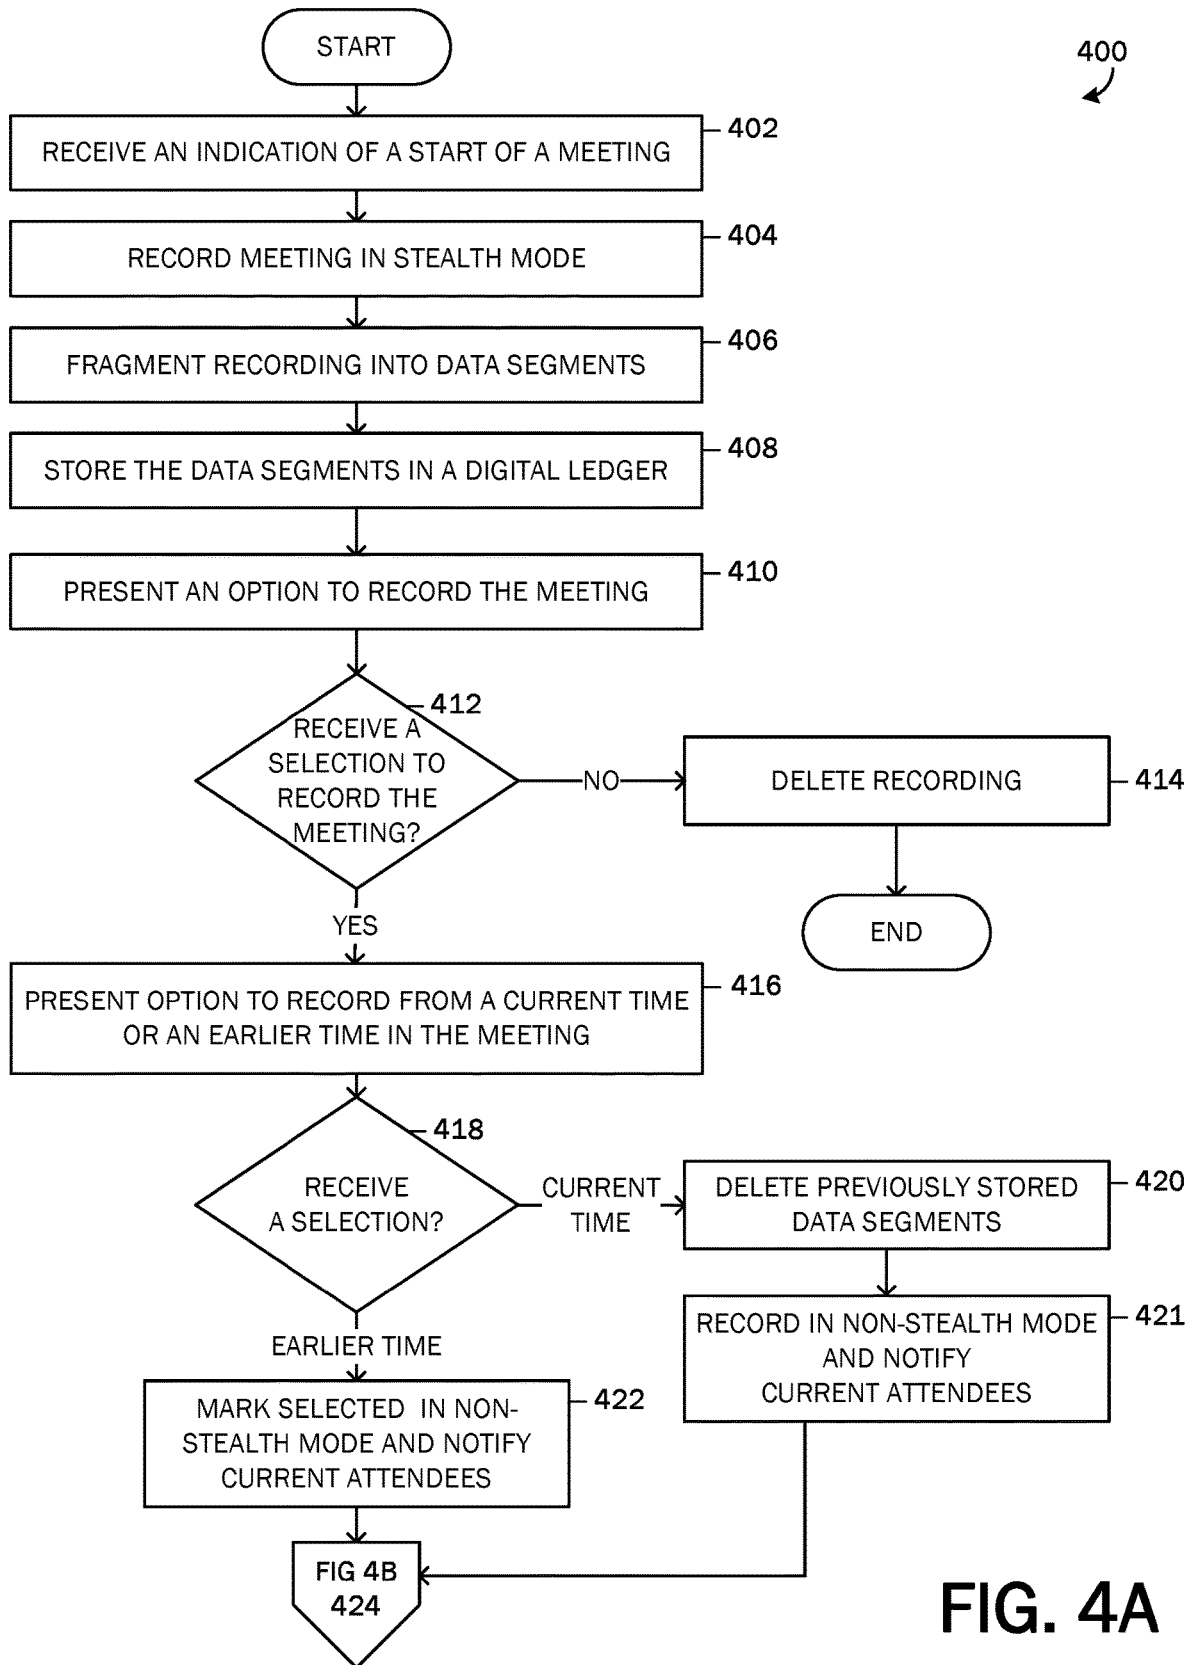 START
400
402
RECEIVE AN INDICATION OF A START OF A MEETING
404
RECORD MEETING IN STEALTH MODE
406
FRAGMENT RECORDING INTO DATA SEGMENTS
408
STORE THE DATA SEGMENTS IN A DIGITAL LEDGER
410
PRESENT AN OPTION TO RECORD THE MEETING
412
RECEIVE A
SELECTION TO
RECORD THE
MEETING?
NO
DELETE RECORDING
414
END
YES
416
PRESENT OPTION TO RECORD FROM A CURRENT TIME
OR AN EARLIER TIME IN THE MEETING
418
RECEIVE
A SELECTION?
CURRENT
TIME
DELETE PREVIOUSLY STORED
DATA SEGMENTS
420
RECORD IN NON-STEALTH MODE
AND NOTIFY
CURRENT ATTENDEES
421
EARLIER TIME
MARK SELECTED IN NON-
STEALTH MODE AND NOTIFY
CURRENT ATTENDEES
422
FIG 4B
424
FIG. 4A